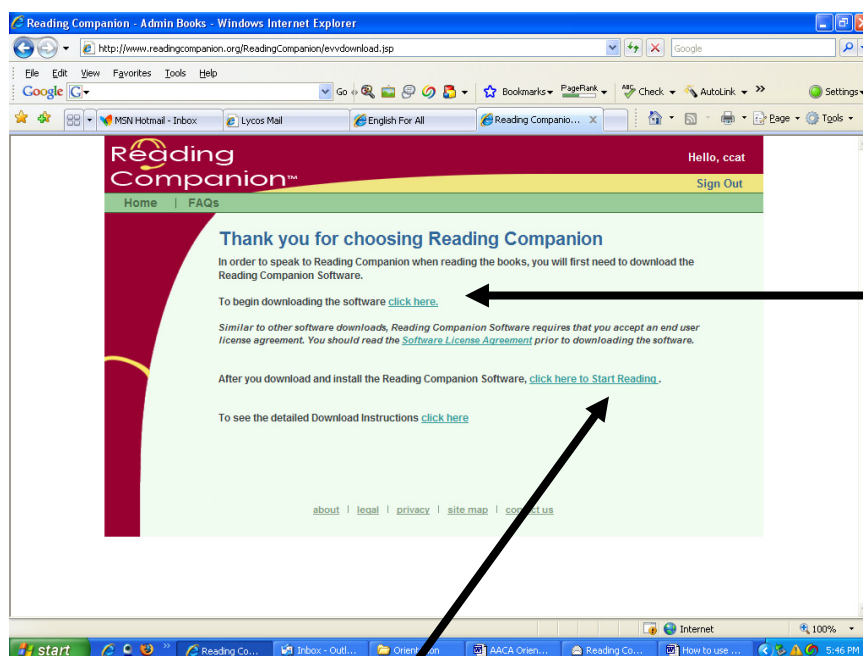 Reading Companion - Admin Books - Windows Internet Explorer
http://www.readingcompanion.org/ReadingCompanion/evvdownload.jsp
Google
File Edit View Favorites Tools Help
Google G Go Bookmarks PageRank Check AutoLink » Settings
MSN Hotmail - Inbox Lycos Mail English For All Reading Companio... X Page Tools
Reading
Companion™
Hello, ccat
Sign Out
Home | FAQs
Thank you for choosing Reading Companion
In order to speak to Reading Companion when reading the books, you will first need to download the
Reading Companion Software.
To begin downloading the software click here.
Similar to other software downloads, Reading Companion Software requires that you accept an end user
license agreement. You should read the Software License Agreement prior to downloading the software.
After you download and install the Reading Companion Software, click here to Start Reading .
To see the detailed Download Instructions click here
about | legal | privacy | site map | contact us
Internet 100%
start » Reading Co... Inbox - Outl... Orientation AACA Orien... Reading Co... How to use ... 5:46 PM